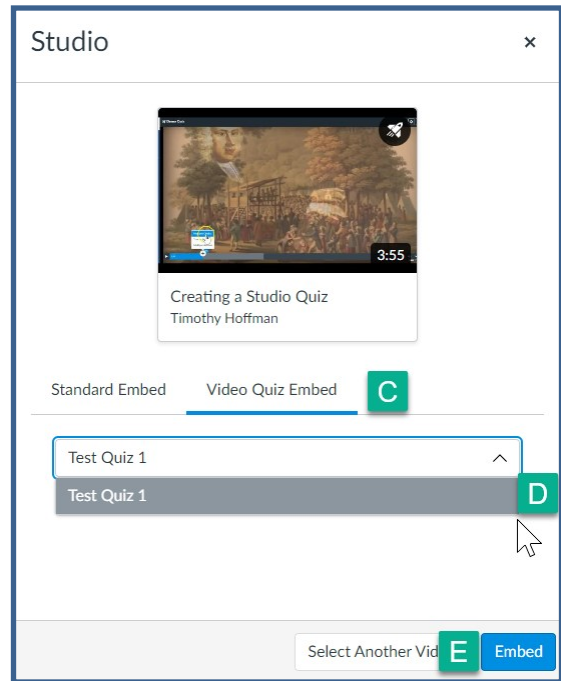 Studio
×
3:55
Creating a Studio Quiz
Timothy Hoffman
Standard Embed Video Quiz Embed C
Test Quiz 1
Test Quiz 1 D
Select Another Vid E Embed